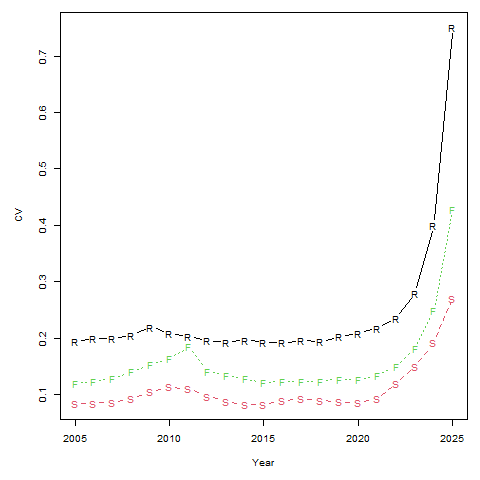 0.7
0.6
0.5
0.4
0.3
0.2
0.1
CV
2005 2010 2015 2020 2025
Year
R R R R R R R R R R R R R R R R R R R R R
F F F F F F F F F F F F F F F F F F F F F
S S S S S S S S S S S S S S S S S S S S S